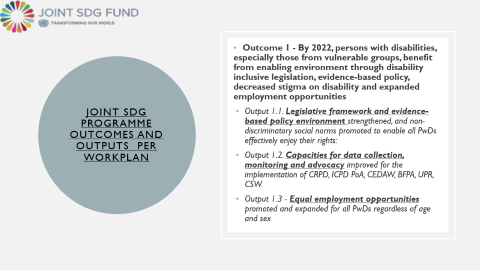 JOINT SDG FUND
TRANSFORMING OUR WORLD
JOINT SDG
PROGRAMME
OUTCOMES AND
OUTPUTS PER
WORKPLAN
• Outcome 1 - By 2022, persons with disabilities,
especially those from vulnerable groups, benefit
from enabling environment through disability
inclusive legislation, evidence-based policy,
decreased stigma on disability and expanded
employment opportunities
• Output 1.1. Legislative framework and evidence-
based policy environment strengthened, and non-
discriminatory social norms promoted to enable all PwDs
effectively enjoy their rights:
• Output 1.2. Capacities for data collection,
monitoring and advocacy improved for the
implementation of CRPD, ICPD PoA, CEDAW, BFPA, UPR,
CSW.
• Output 1.3 - Equal employment opportunities
promoted and expanded for all PwDs regardless of age
and sex